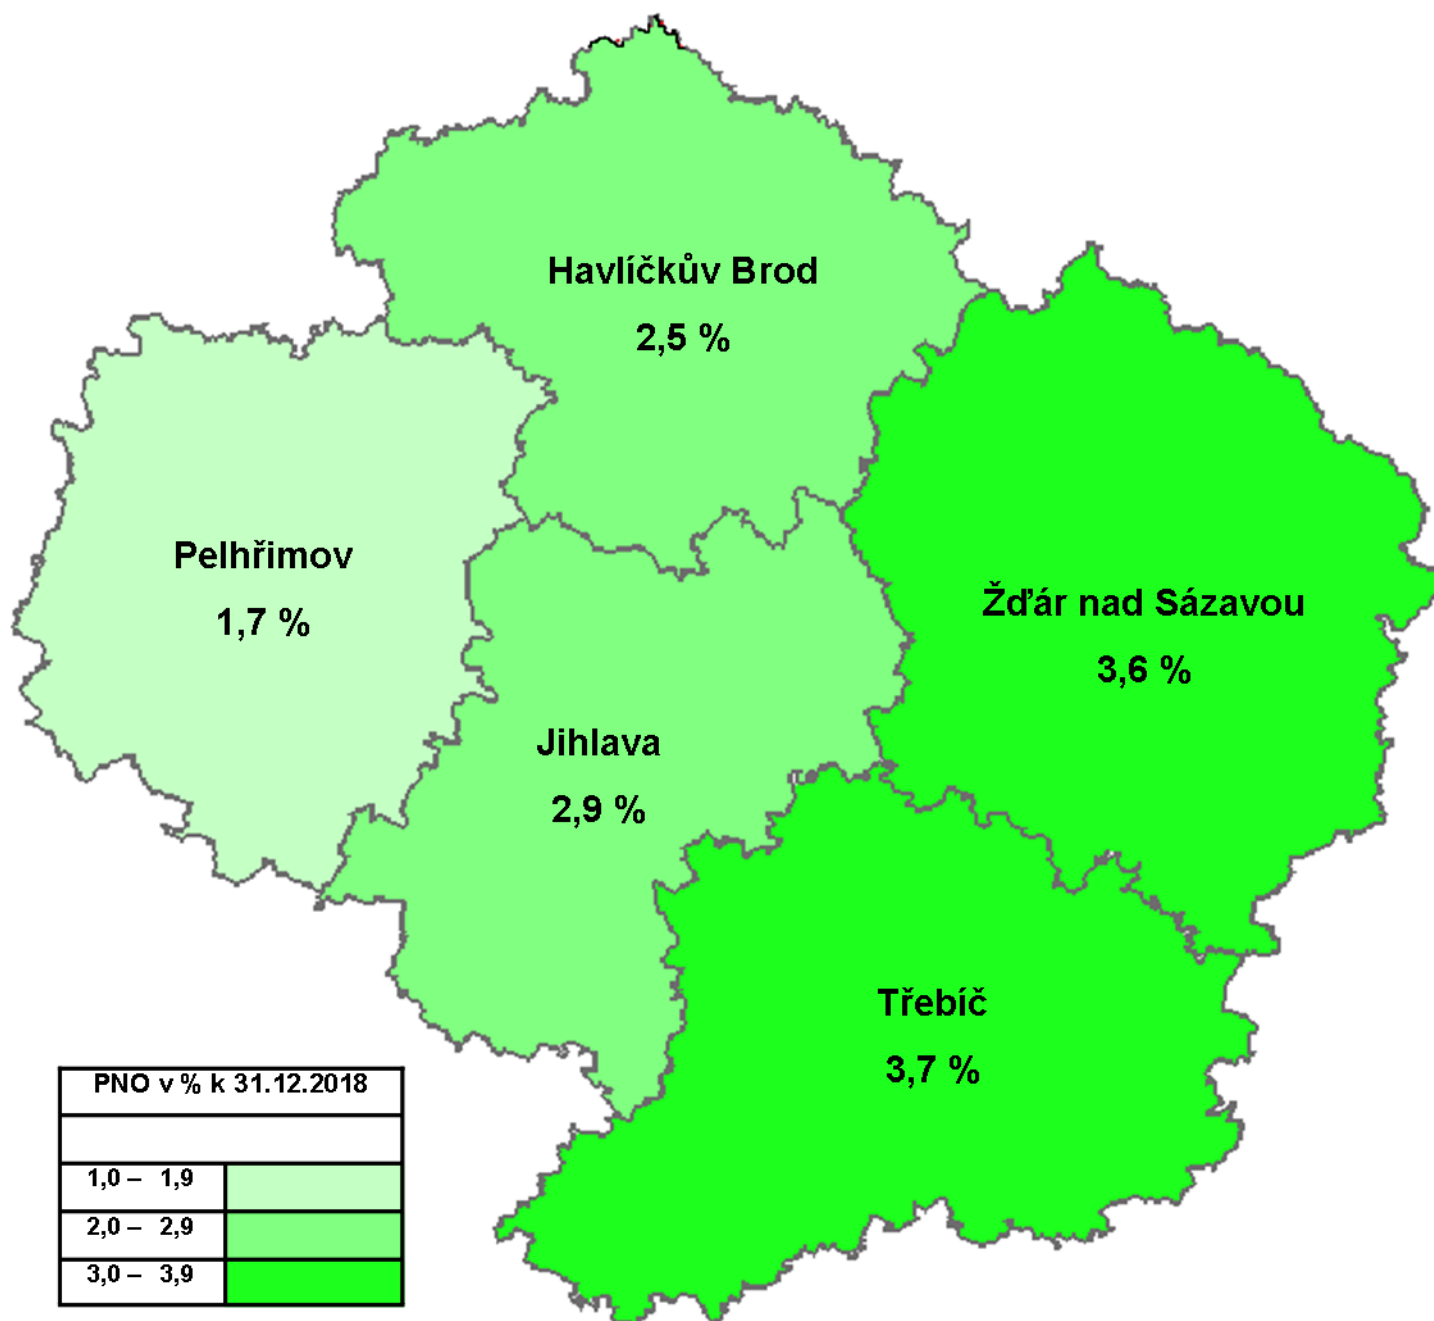 Havlíčkův Brod
2,5 %
Pelhřimov
1,7 %
Žďár nad Sázavou
3,6 %
Jihlava
2,9 %
Třebíč
3,7 %
PNO v % k 31.12.2018
1,0 – 1,9
2,0 – 2,9
3,0 – 3,9